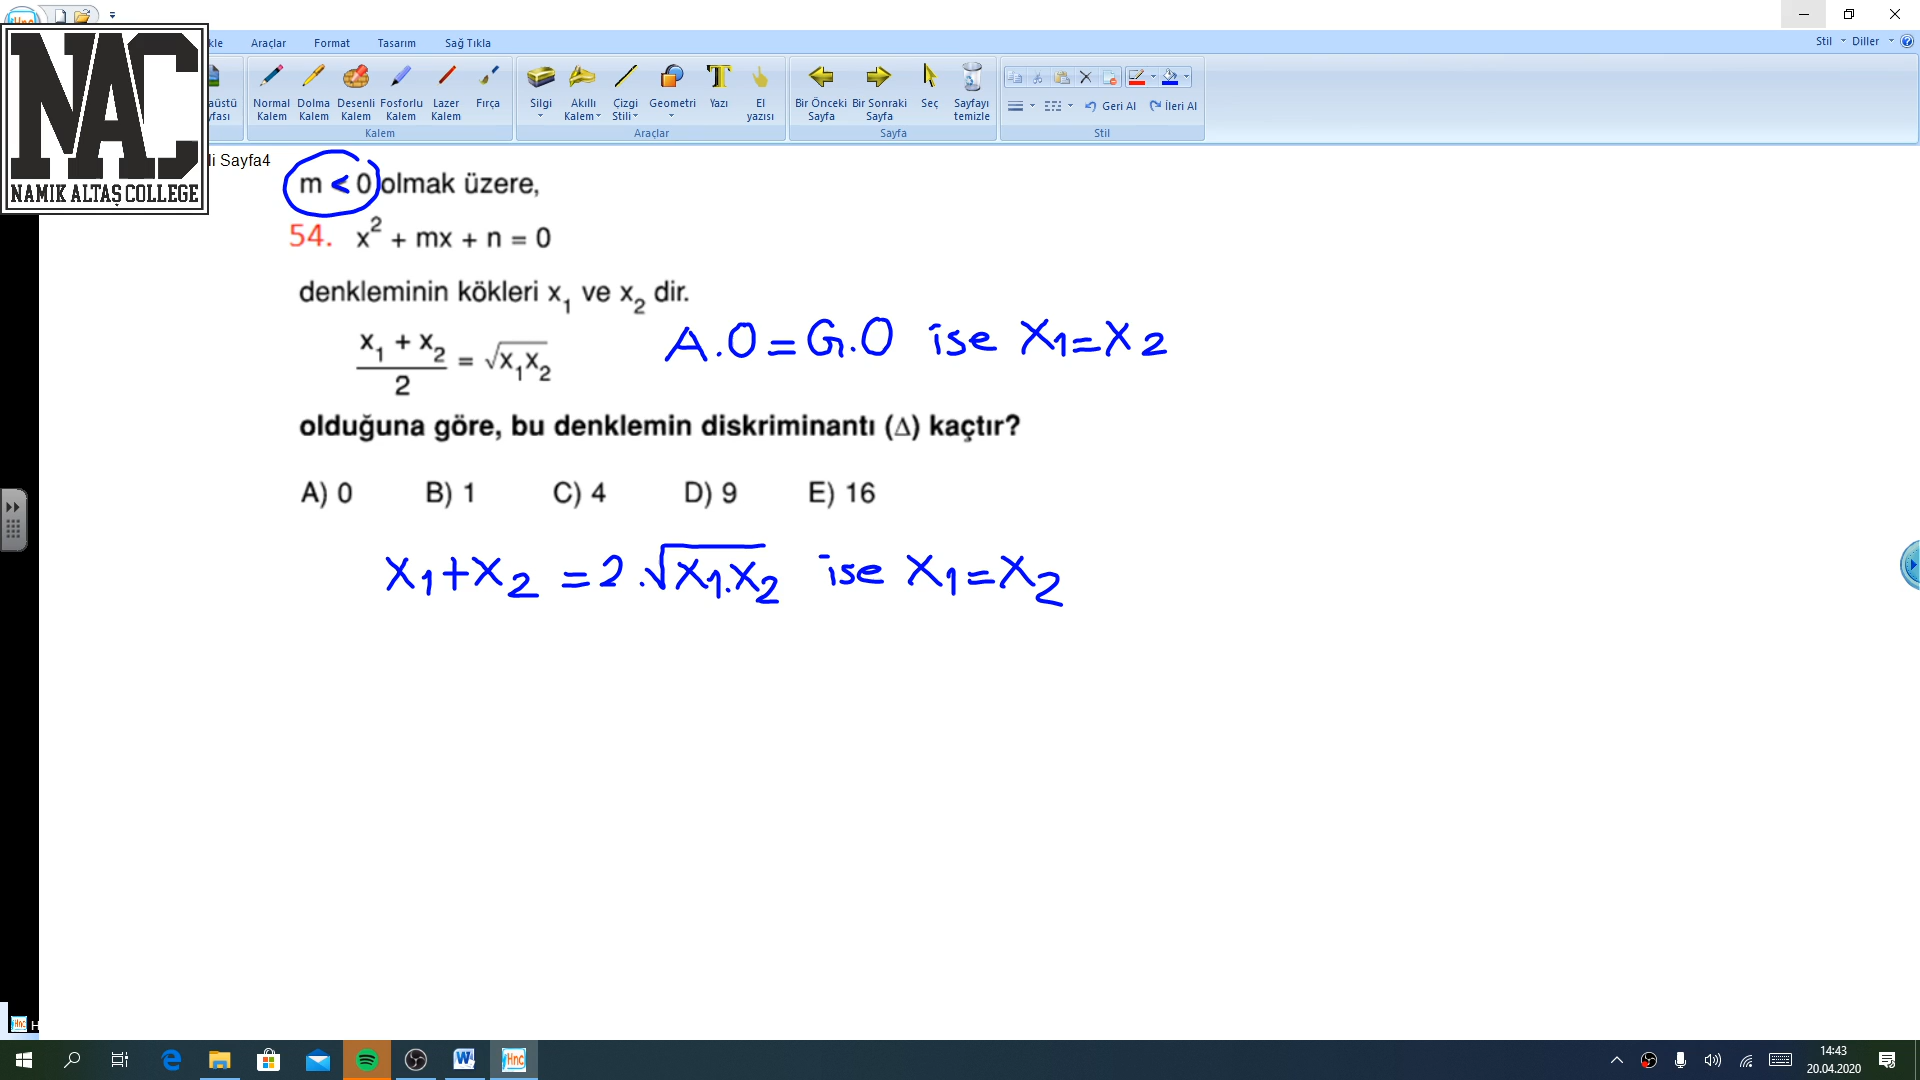 Araçlar Format Tasarım Sağ Tıkla
Stil Diller
Normal Kalem
Dolma Kalem
Desenli Kalem
Fosforlu Kalem
Lazer Kalem
Fırça
Kalem
Silgi
Akıllı Kalem
Çizgi Stili
Geometri
Yazı
El yazısı
Araçlar
Bir Önceki Sayfa
Bir Sonraki Sayfa
Seç
Sayfayı temizle
Sayfa
Geri Al İleri Al
Stil
NAC
NAMIK ALTAŞ COLLEGE
li Sayfa4
m < 0 olmak üzere,
54. x² + mx + n = 0
denkleminin kökleri x₁ ve x₂ dir.
(x₁ + x₂)/2 = √x₁x₂
A.O = G.O ise x₁ = x₂
olduğuna göre, bu denklemin diskriminantı (Δ) kaçtır?
A) 0 B) 1 C) 4 D) 9 E) 16
x₁+x₂ = 2.√x₁.x₂ ise x₁=x₂
14:43
20.04.2020